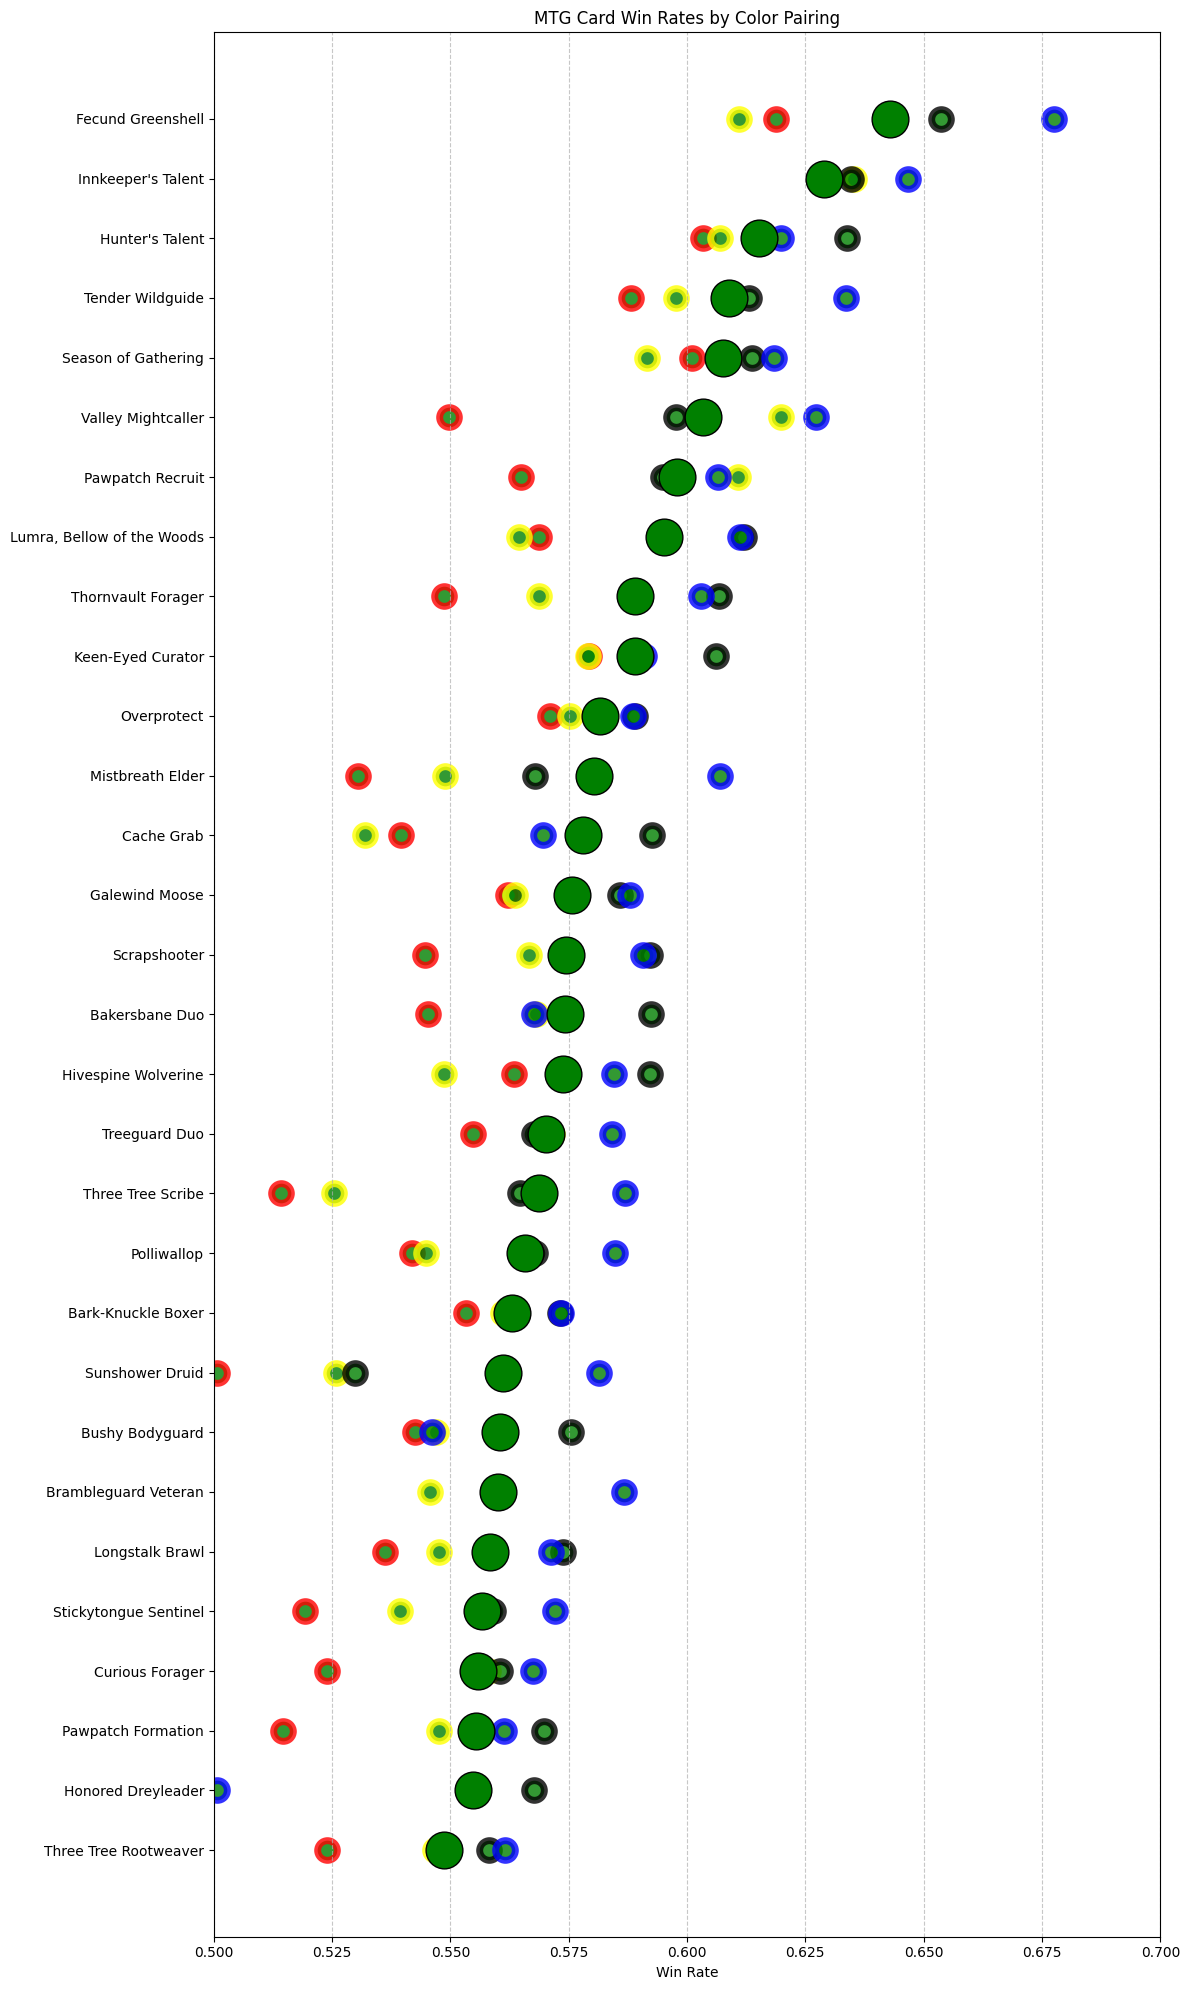 MTG Card Win Rates by Color Pairing
Fecund Greenshell
Innkeeper's Talent
Hunter's Talent
Tender Wildguide
Season of Gathering
Valley Mightcaller
Pawpatch Recruit
Lumra, Bellow of the Woods
Thornvault Forager
Keen-Eyed Curator
Overprotect
Mistbreath Elder
Cache Grab
Galewind Moose
Scrapshooter
Bakersbane Duo
Hivespine Wolverine
Treeguard Duo
Three Tree Scribe
Polliwallop
Bark-Knuckle Boxer
Sunshower Druid
Bushy Bodyguard
Brambleguard Veteran
Longstalk Brawl
Stickytongue Sentinel
Curious Forager
Pawpatch Formation
Honored Dreyleader
Three Tree Rootweaver
0.500 0.525 0.550 0.575 0.600 0.625 0.650 0.675 0.700
Win Rate